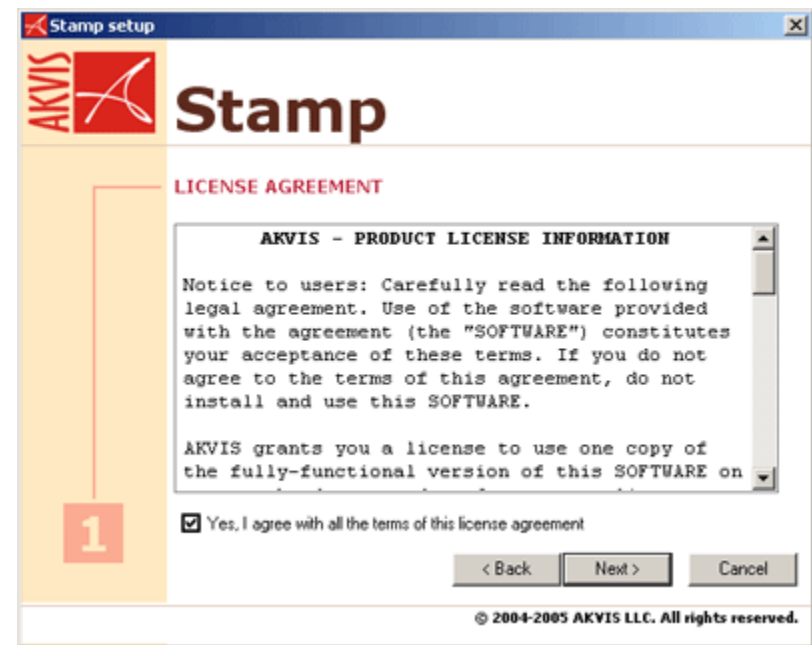 Stamp setup
AKVIS
Stamp
LICENSE AGREEMENT
AKVIS - PRODUCT LICENSE INFORMATION
Notice to users: Carefully read the following
legal agreement. Use of the software provided
with the agreement (the "SOFTWARE") constitutes
your acceptance of these terms. If you do not
agree to the terms of this agreement, do not
install and use this SOFTWARE.
AKVIS grants you a license to use one copy of
the fully-functional version of this SOFTWARE on
1
Yes, I agree with all the terms of this license agreement
< Back
Next >
Cancel
© 2004-2005 AKVIS LLC. All rights reserved.